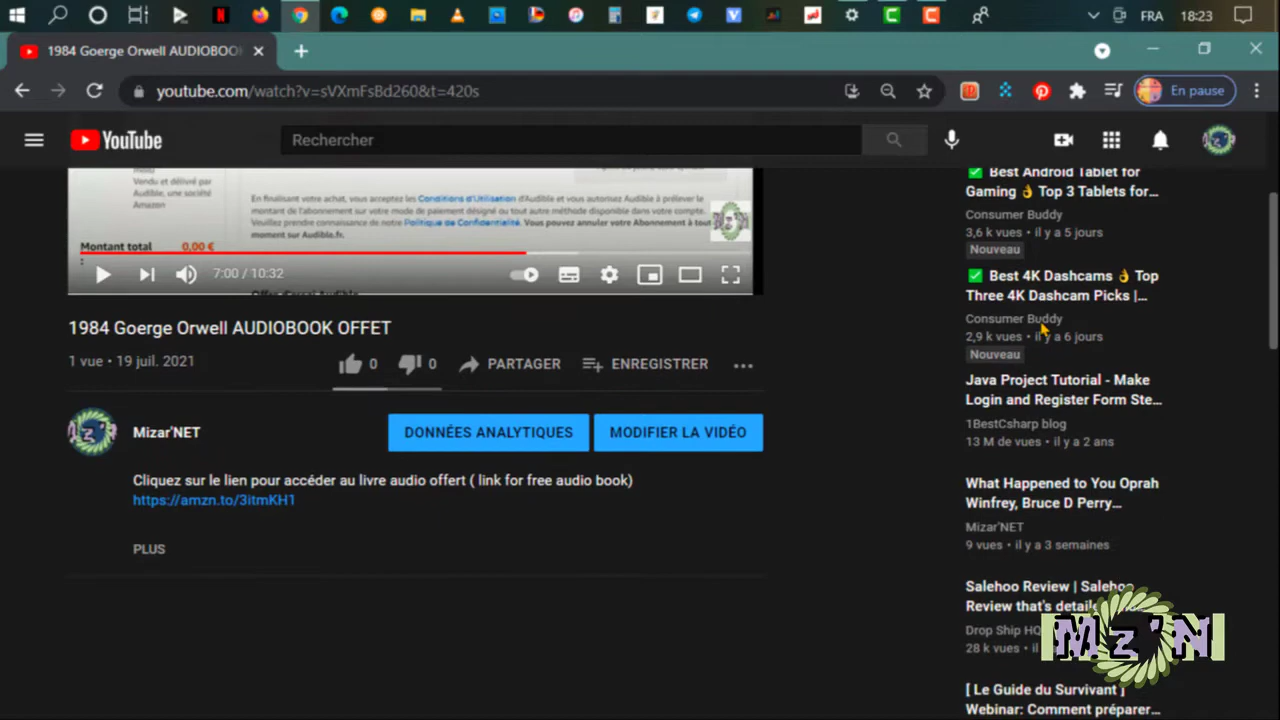 FRA
18:23
1984 Goerge Orwell AUDIOBOO
youtube.com/watch?v=sVXmFsBd260&t=420s
En pause
YouTube
Rechercher
menu
Vendu et délivré par
Audible, une société
Amazon
Montant total 0,00 €
:
En finalisant votre achat, vous acceptez les Conditions d'Utilisation d'Audible et vous autorisez Audible à prélever le
montant de l'abonnement sur votre mode de paiement désigné ou tout autre méthode disponible dans votre compte.
Veuillez prendre connaissance de notre Politique de Confidentialité. Vous pouvez annuler votre Abonnement à tout
moment sur Audible.fr.
Offre d'essai Audible
7:00 / 10:32
1984 Goerge Orwell AUDIOBOOK OFFET
1 vue • 19 juil. 2021
0
0
PARTAGER
ENREGISTRER
Mizar'NET
DONNÉES ANALYTIQUES
MODIFIER LA VIDÉO
Cliquez sur le lien pour accéder au livre audio offert ( link for free audio book)
https://amzn.to/3itmKH1
PLUS
✅ Best Android Tablet for
Gaming 👌 Top 3 Tablets for...
Consumer Buddy
3,6 k vues • il y a 5 jours
Nouveau
✅ Best 4K Dashcams 👌 Top
Three 4K Dashcam Picks |...
Consumer Buddy
2,9 k vues • il y a 6 jours
Nouveau
Java Project Tutorial - Make
Login and Register Form Ste...
1BestCsharp blog
13 M de vues • il y a 2 ans
What Happened to You Oprah
Winfrey, Bruce D Perry...
Mizar'NET
9 vues • il y a 3 semaines
Salehoo Review | Salehoo
Review that's
Drop Ship HQ
28 k vues • il
[ Le Guide du Survivant ]
Webinar: Comment préparer...
Mz'N